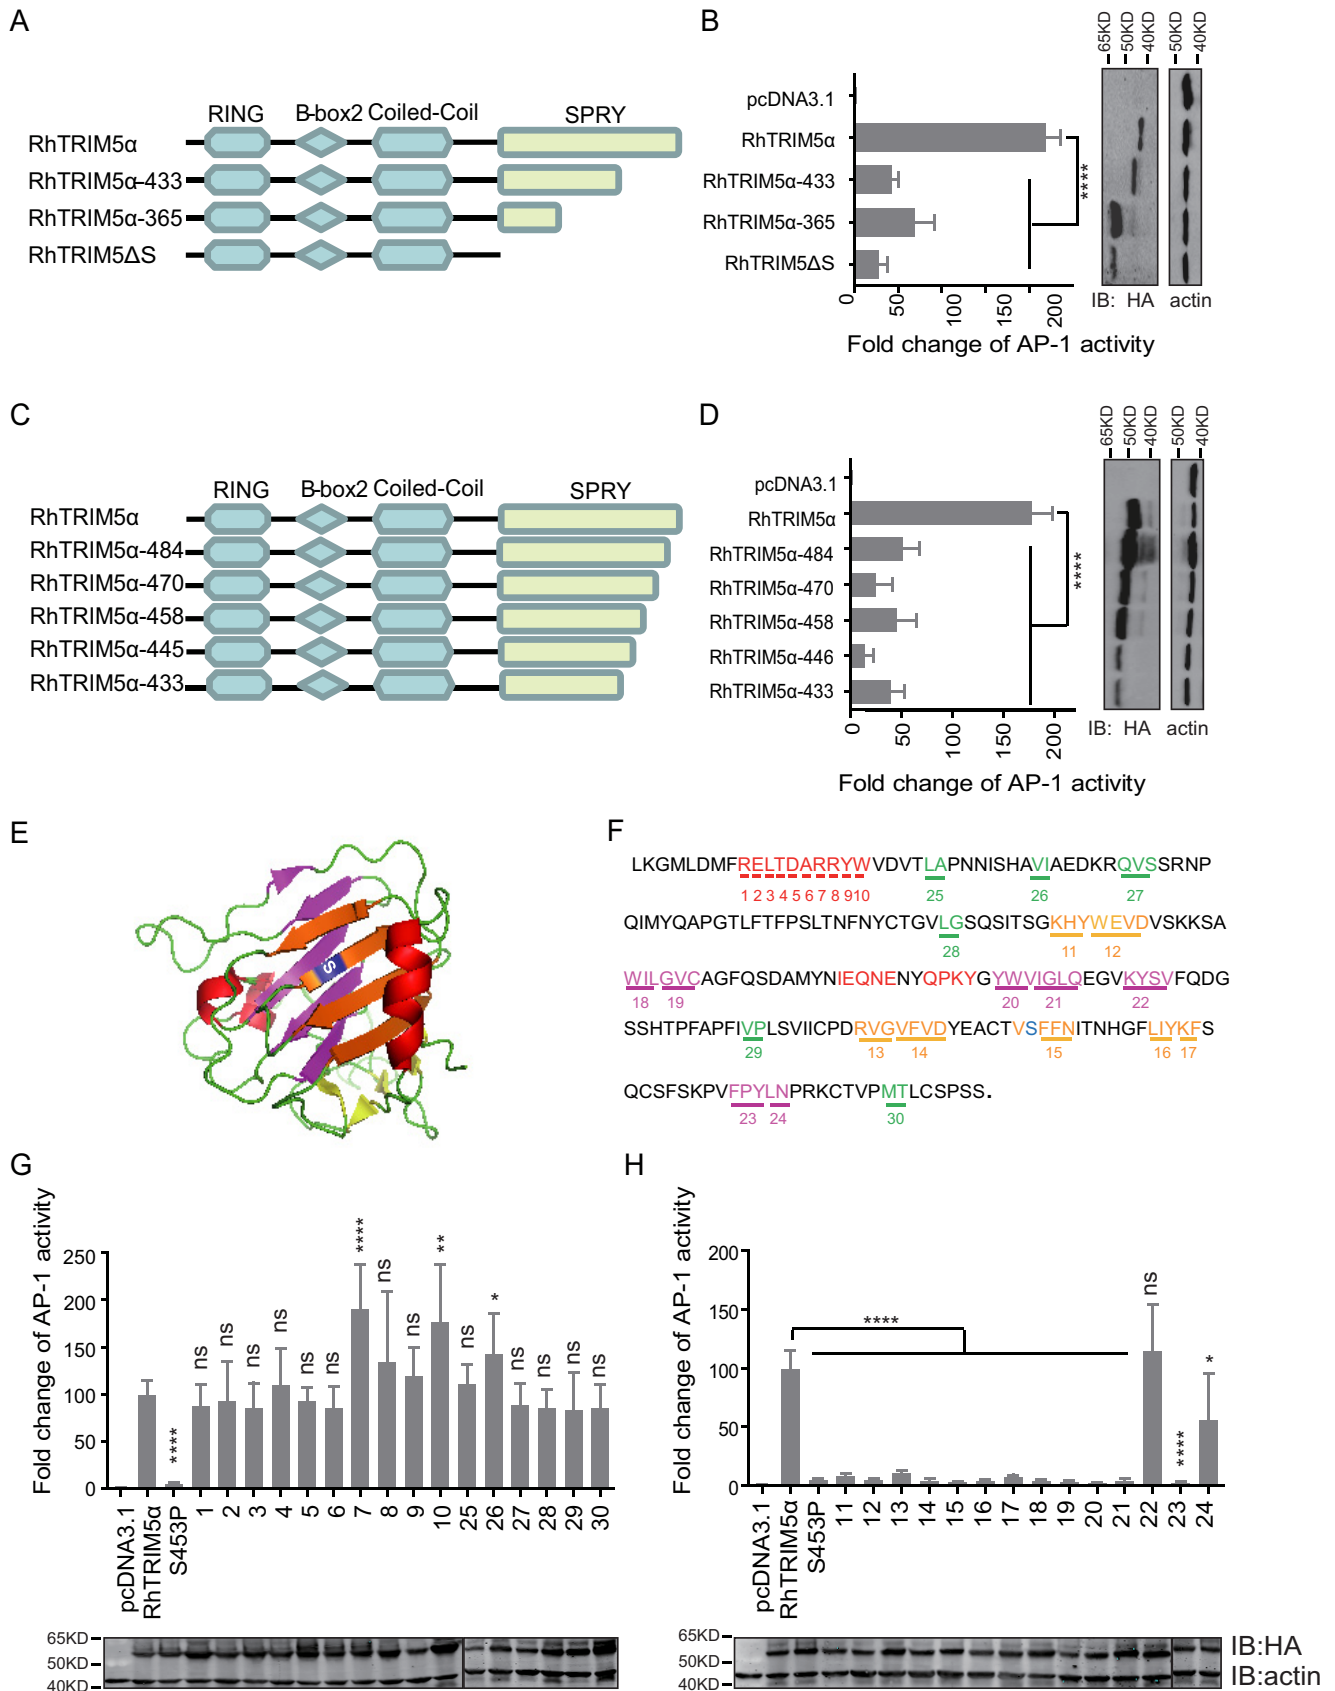 A
RING B-box2 Coiled-Coil SPRY
RhTRIM5α
RhTRIM5α-433
RhTRIM5α-365
RhTRIM5ΔS
B
65KD 50KD 40KD 50KD 40KD
pcDNA3.1
RhTRIM5α
RhTRIM5α-433
RhTRIM5α-365
RhTRIM5ΔS
****
0 50 100 150 200
IB: HA actin
Fold change of AP-1 activity
C
RING B-box2 Coiled-Coil SPRY
RhTRIM5α
RhTRIM5α-484
RhTRIM5α-470
RhTRIM5α-458
RhTRIM5α-445
RhTRIM5α-433
D
65KD 50KD 40KD 50KD 40KD
pcDNA3.1
RhTRIM5α
RhTRIM5α-484
RhTRIM5α-470
RhTRIM5α-458
RhTRIM5α-446
RhTRIM5α-433
****
0 50 100 150 200
IB: HA actin
Fold change of AP-1 activity
E
S
F
LKGMLDMFRELTDARRYWVDVTLAPNNISHAVIAEDKRQVSSRNP
1 2 3 4 5 6 7 8 9 10 25 26 27
QIMYQAPGTLFTFPSLTNFNYCTGVLGSQSITSGKHYWEVDVSKKSA
28 11 12
WILGVCAGFQSDAMYNIEQNENYQPKYGYWVIGLQEGVKYSVFQDG
18 19 20 21 22
SSHTPFAPFIVPLSVIICPDRVGVFVDYEACTVSFFNITNHGFLIYKFS
29 13 14 15 16 17
QCSFSKPVFPYLNPRKCTVPMTLCSPSS.
23 24 30
G
Fold change of AP-1 activity
250
200
150
100
50
0
**** ns ns ns ns ns ns **** ns ns ** ns * ns ns ns ns
pcDNA3.1 RhTRIM5α S453P 1 2 3 4 5 6 7 8 9 10 25 26 27 28 29 30
65KD
50KD
40KD
H
Fold change of AP-1 activity
200
150
100
50
0
**** ns **** *
pcDNA3.1 RhTRIM5α S453P 11 12 13 14 15 16 17 18 19 20 21 22 23 24
65KD
50KD
40KD
IB:HA
IB:actin